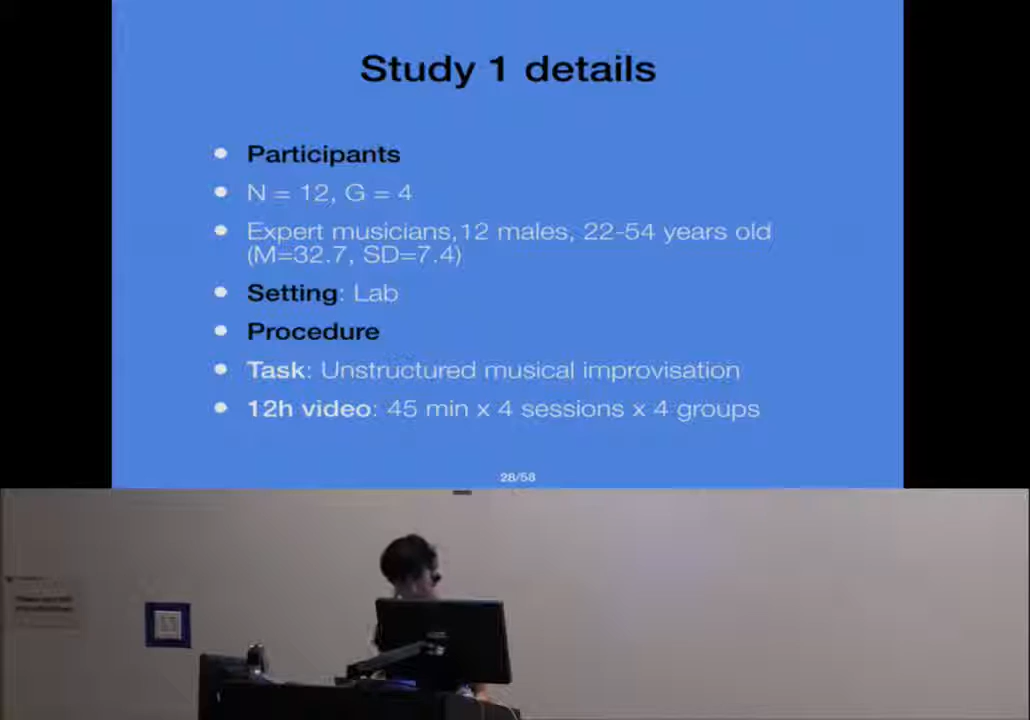 Study 1 details
Participants
N = 12, G = 4
Expert musicians,12 males, 22-54 years old
(M=32.7, SD=7.4)
Setting: Lab
Procedure
Task: Unstructured musical improvisation
12h video: 45 min x 4 sessions x 4 groups
28/58